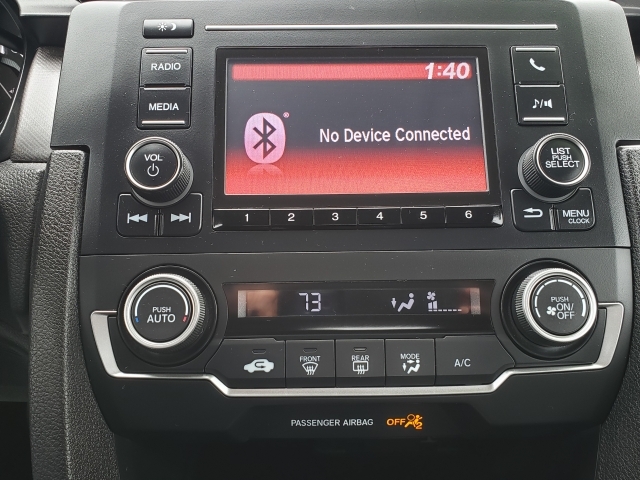 RADIO
MEDIA
VOL
1:40
No Device Connected
1 2 3 4 5 6
LIST
PUSH
SELECT
MENU
CLOCK
PUSH
AUTO
73
PUSH
ON/
OFF
FRONT
REAR
MODE
A/C
PASSENGER AIRBAG OFF